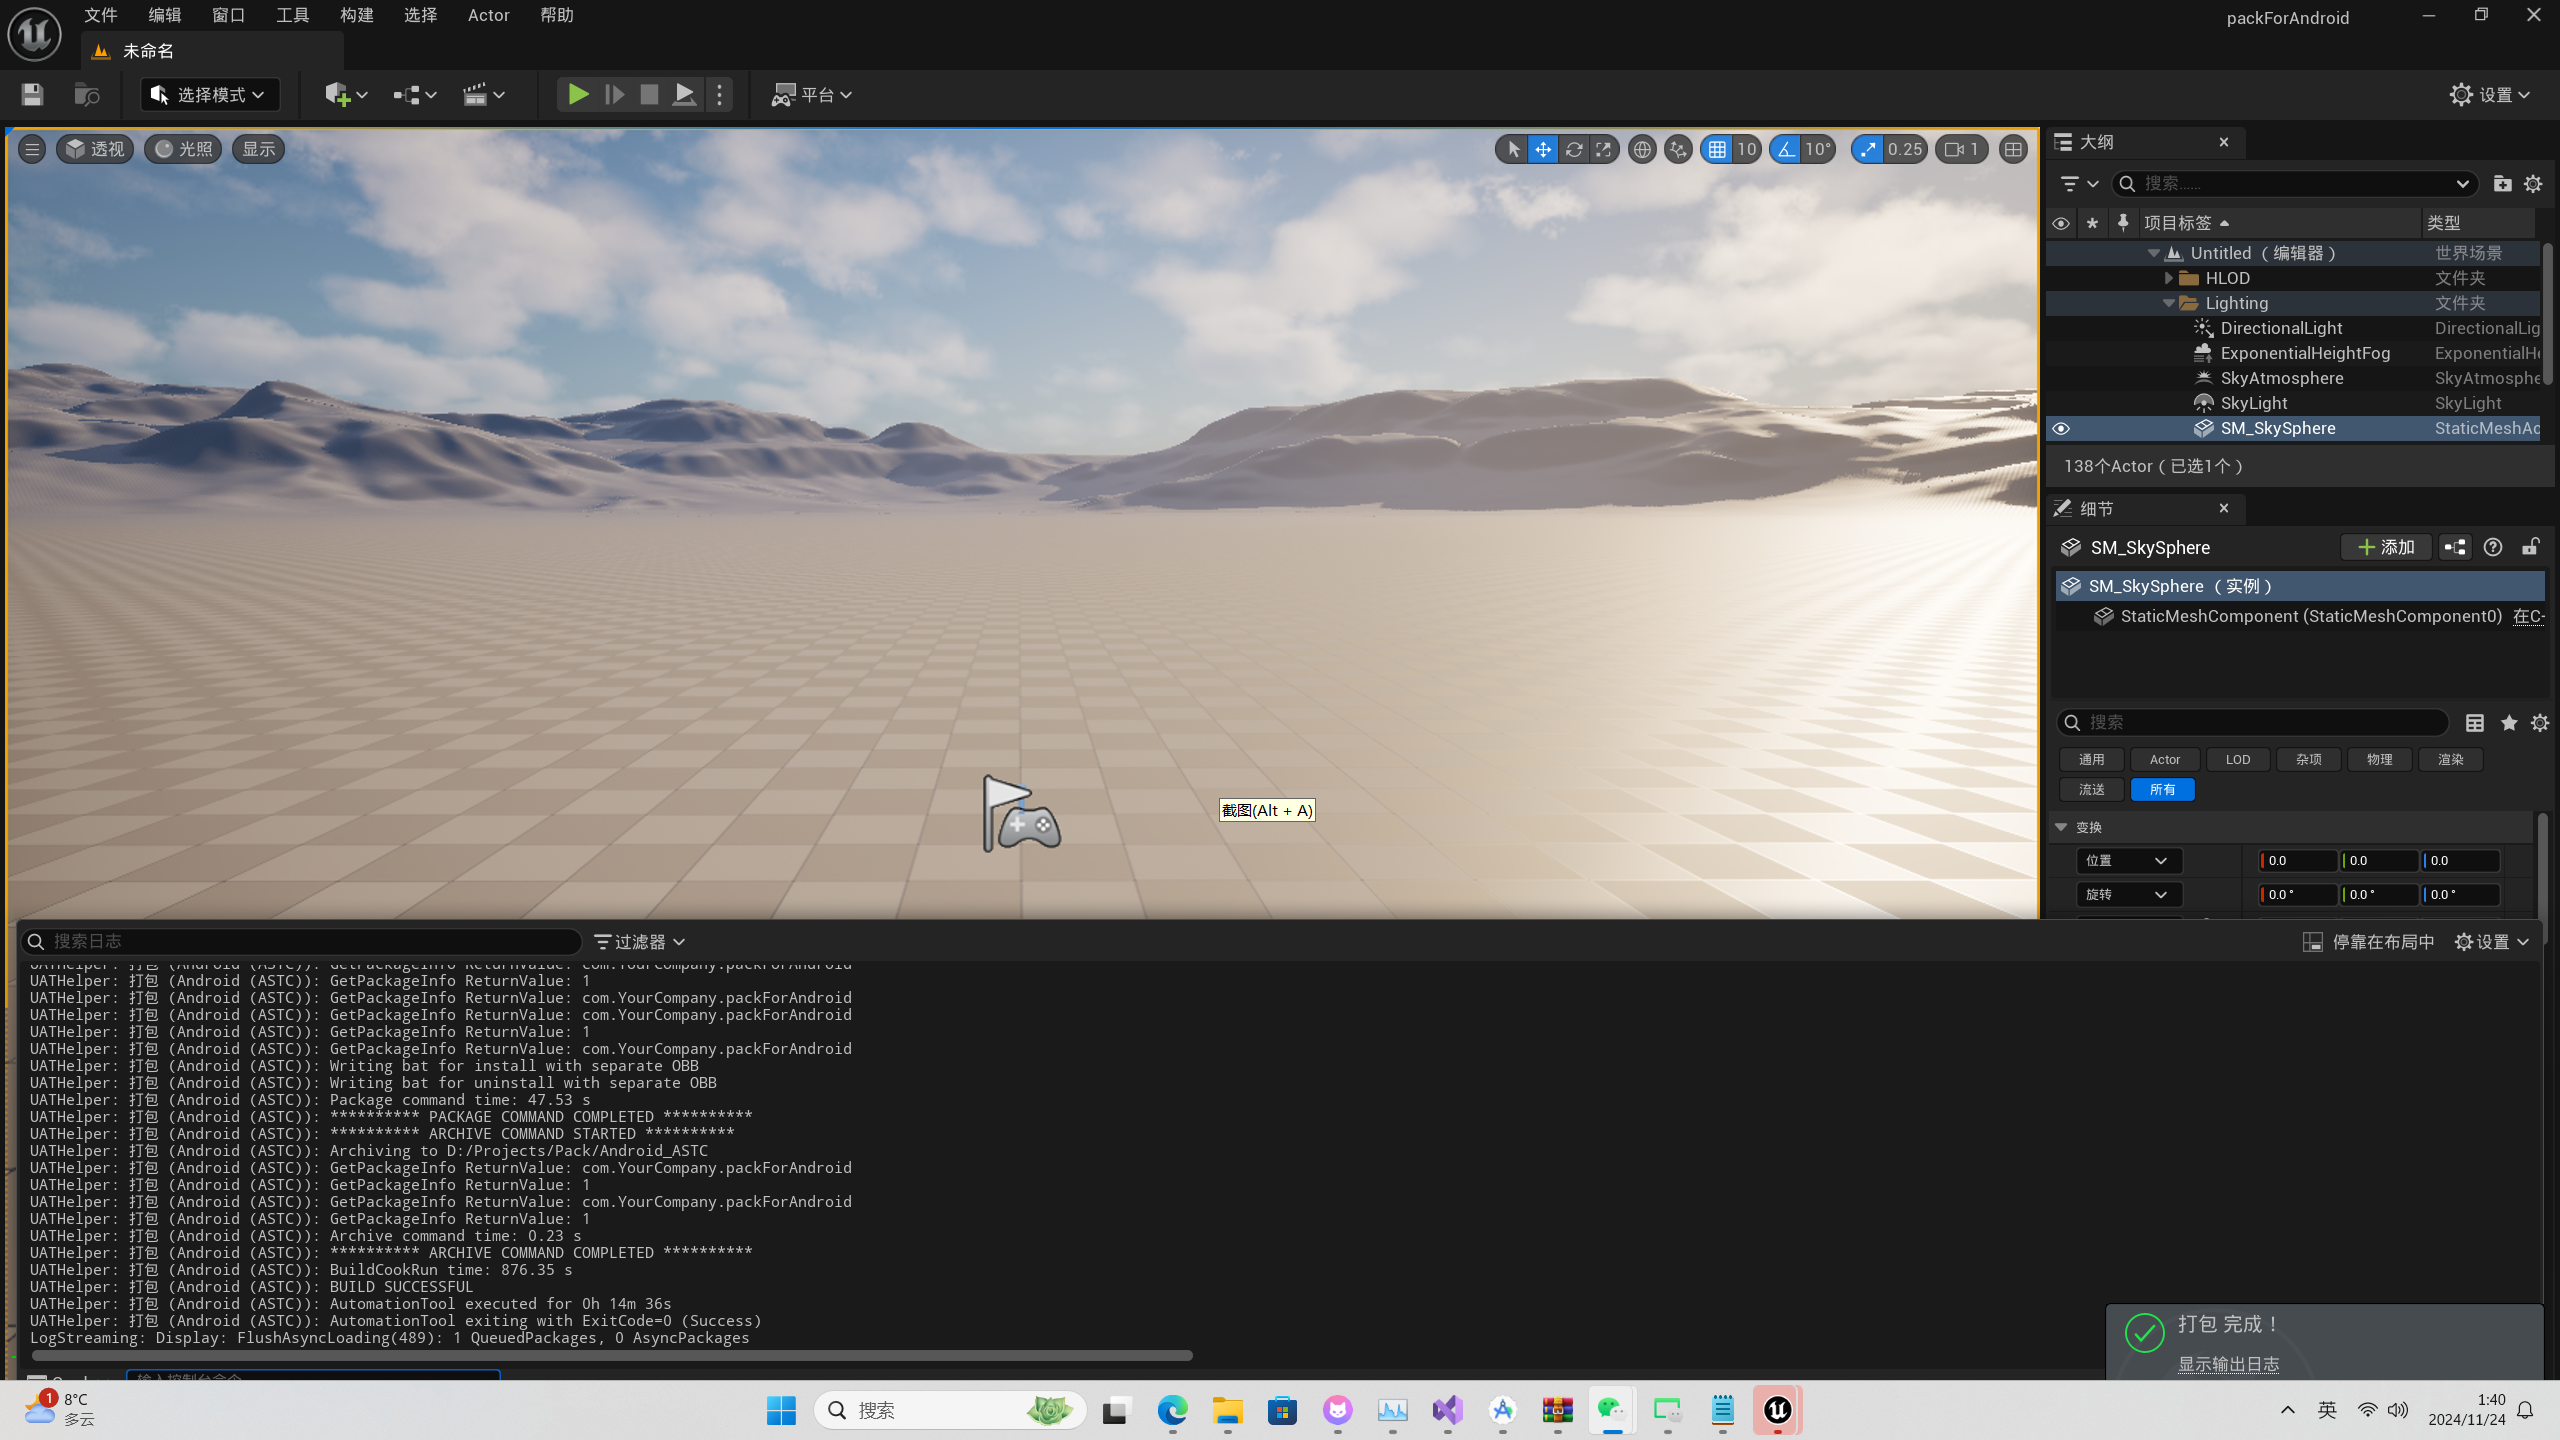 文件 编辑 窗口 工具 构建 选择 Actor 帮助
packForAndroid
未命名
选择模式
平台
设置
透视 光照 显示
10 10° 0.25 1
大纲
搜索......
项目标签 类型
Untitled（编辑器） 世界场景
HLOD 文件夹
Lighting 文件夹
DirectionalLight DirectionalLig
ExponentialHeightFog ExponentialHe
SkyAtmosphere SkyAtmosphe
SkyLight SkyLight
SM_SkySphere StaticMeshAc
138个Actor（已选1个）
细节
SM_SkySphere 添加
SM_SkySphere（实例）
StaticMeshComponent (StaticMeshComponent0) 在C-
搜索
通用 Actor LOD 杂项 物理 渲染
流送 所有
变换
位置 0.0 0.0 0.0
旋转 0.0° 0.0° 0.0°
截图(Alt + A)
搜索日志 过滤器 停靠在布局中 设置
UATHelper: 打包 (Android (ASTC)): GetPackageInfo ReturnValue: com.YourCompany.packForAndroid
UATHelper: 打包 (Android (ASTC)): GetPackageInfo ReturnValue: 1
UATHelper: 打包 (Android (ASTC)): GetPackageInfo ReturnValue: com.YourCompany.packForAndroid
UATHelper: 打包 (Android (ASTC)): GetPackageInfo ReturnValue: com.YourCompany.packForAndroid
UATHelper: 打包 (Android (ASTC)): GetPackageInfo ReturnValue: 1
UATHelper: 打包 (Android (ASTC)): GetPackageInfo ReturnValue: com.YourCompany.packForAndroid
UATHelper: 打包 (Android (ASTC)): Writing bat for install with separate OBB
UATHelper: 打包 (Android (ASTC)): Writing bat for uninstall with separate OBB
UATHelper: 打包 (Android (ASTC)): Package command time: 47.53 s
UATHelper: 打包 (Android (ASTC)): ********** PACKAGE COMMAND COMPLETED **********
UATHelper: 打包 (Android (ASTC)): ********** ARCHIVE COMMAND STARTED **********
UATHelper: 打包 (Android (ASTC)): Archiving to D:/Projects/Pack/Android_ASTC
UATHelper: 打包 (Android (ASTC)): GetPackageInfo ReturnValue: com.YourCompany.packForAndroid
UATHelper: 打包 (Android (ASTC)): GetPackageInfo ReturnValue: 1
UATHelper: 打包 (Android (ASTC)): GetPackageInfo ReturnValue: com.YourCompany.packForAndroid
UATHelper: 打包 (Android (ASTC)): GetPackageInfo ReturnValue: 1
UATHelper: 打包 (Android (ASTC)): Archive command time: 0.23 s
UATHelper: 打包 (Android (ASTC)): ********** ARCHIVE COMMAND COMPLETED **********
UATHelper: 打包 (Android (ASTC)): BuildCookRun time: 876.35 s
UATHelper: 打包 (Android (ASTC)): BUILD SUCCESSFUL
UATHelper: 打包 (Android (ASTC)): AutomationTool executed for 0h 14m 36s
UATHelper: 打包 (Android (ASTC)): AutomationTool exiting with ExitCode=0 (Success)
LogStreaming: Display: FlushAsyncLoading(489): 1 QueuedPackages, 0 AsyncPackages
打包 完成！
显示输出日志
1
8°C
多云
搜索
英
1:40
2024/11/24